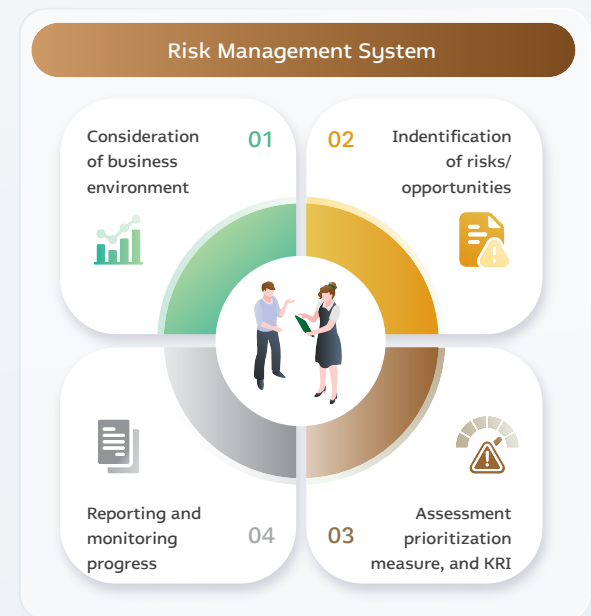 Risk Management System
Consideration
of business
environment
01
02
Indentification
of risks/
opportunities
03
Assessment
prioritization
measure, and KRI
04
Reporting and
monitoring
progress